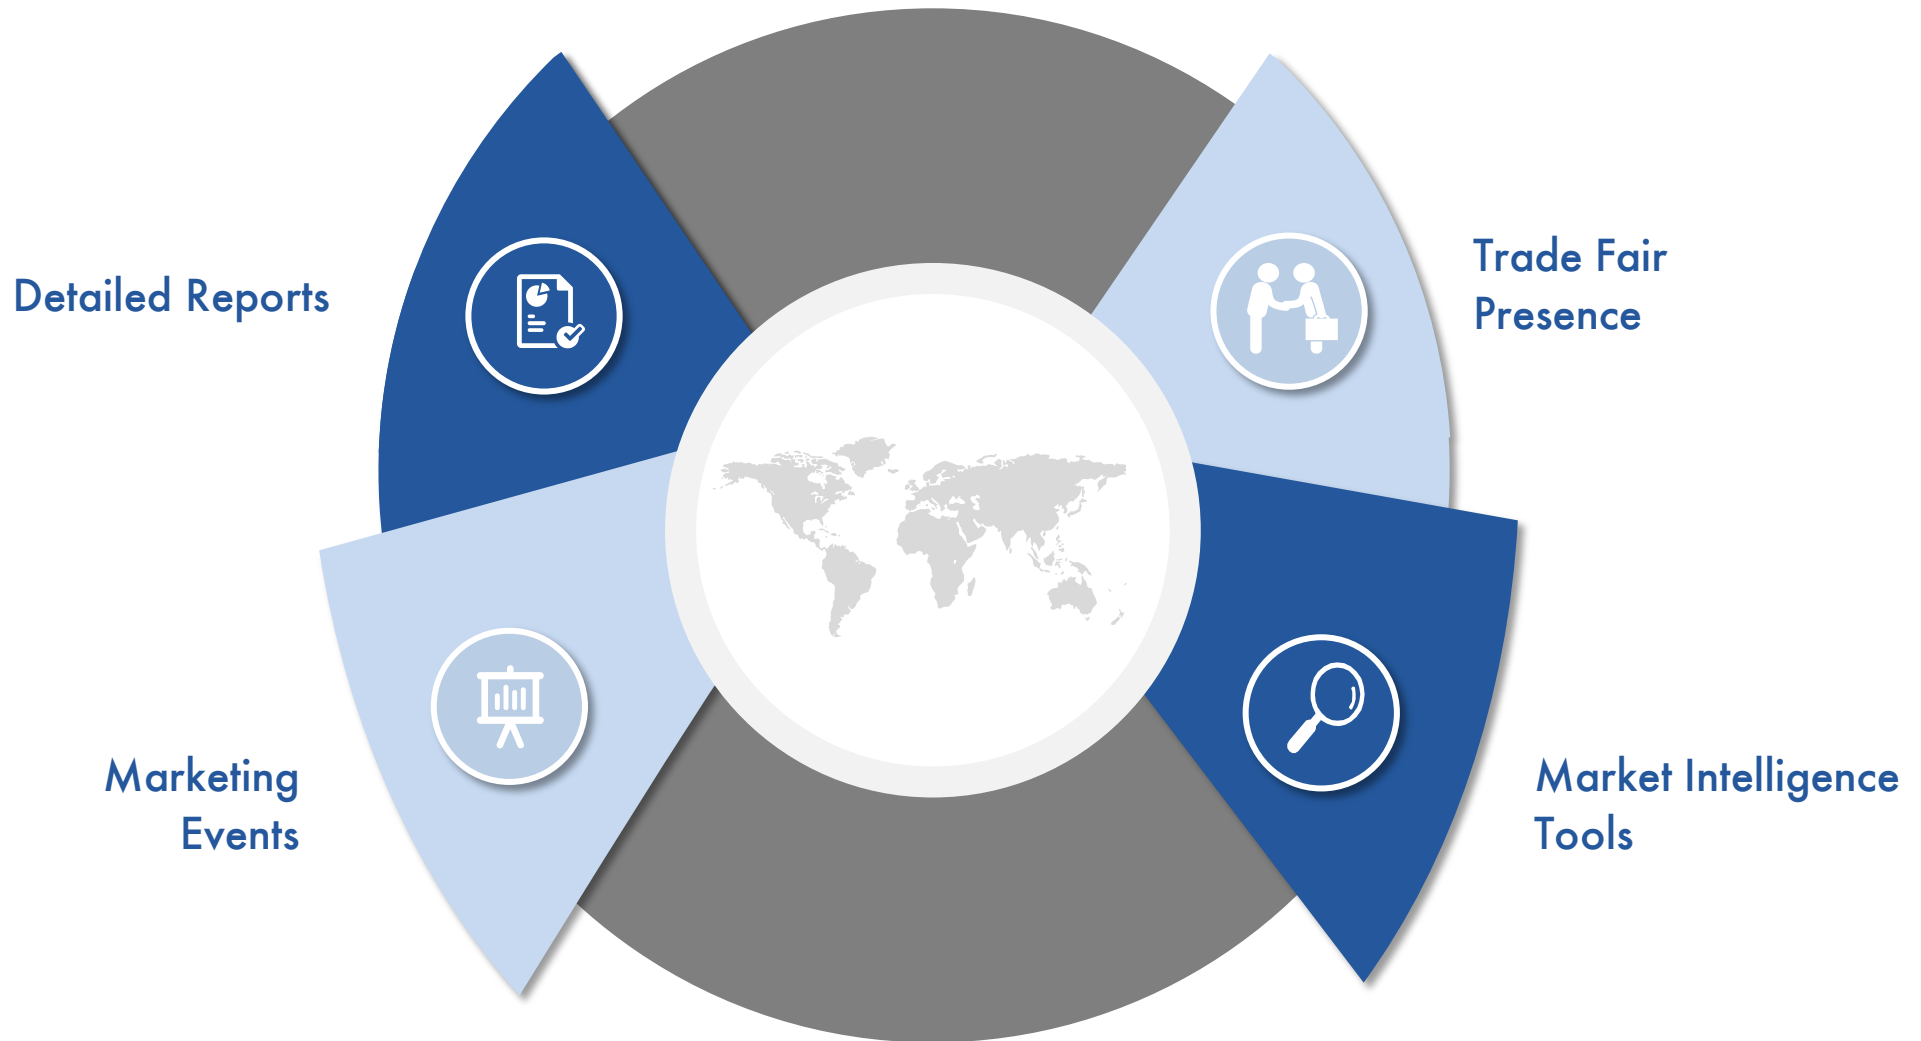 Detailed Reports
Trade Fair
Presence
Marketing
Events
Market Intelligence
Tools